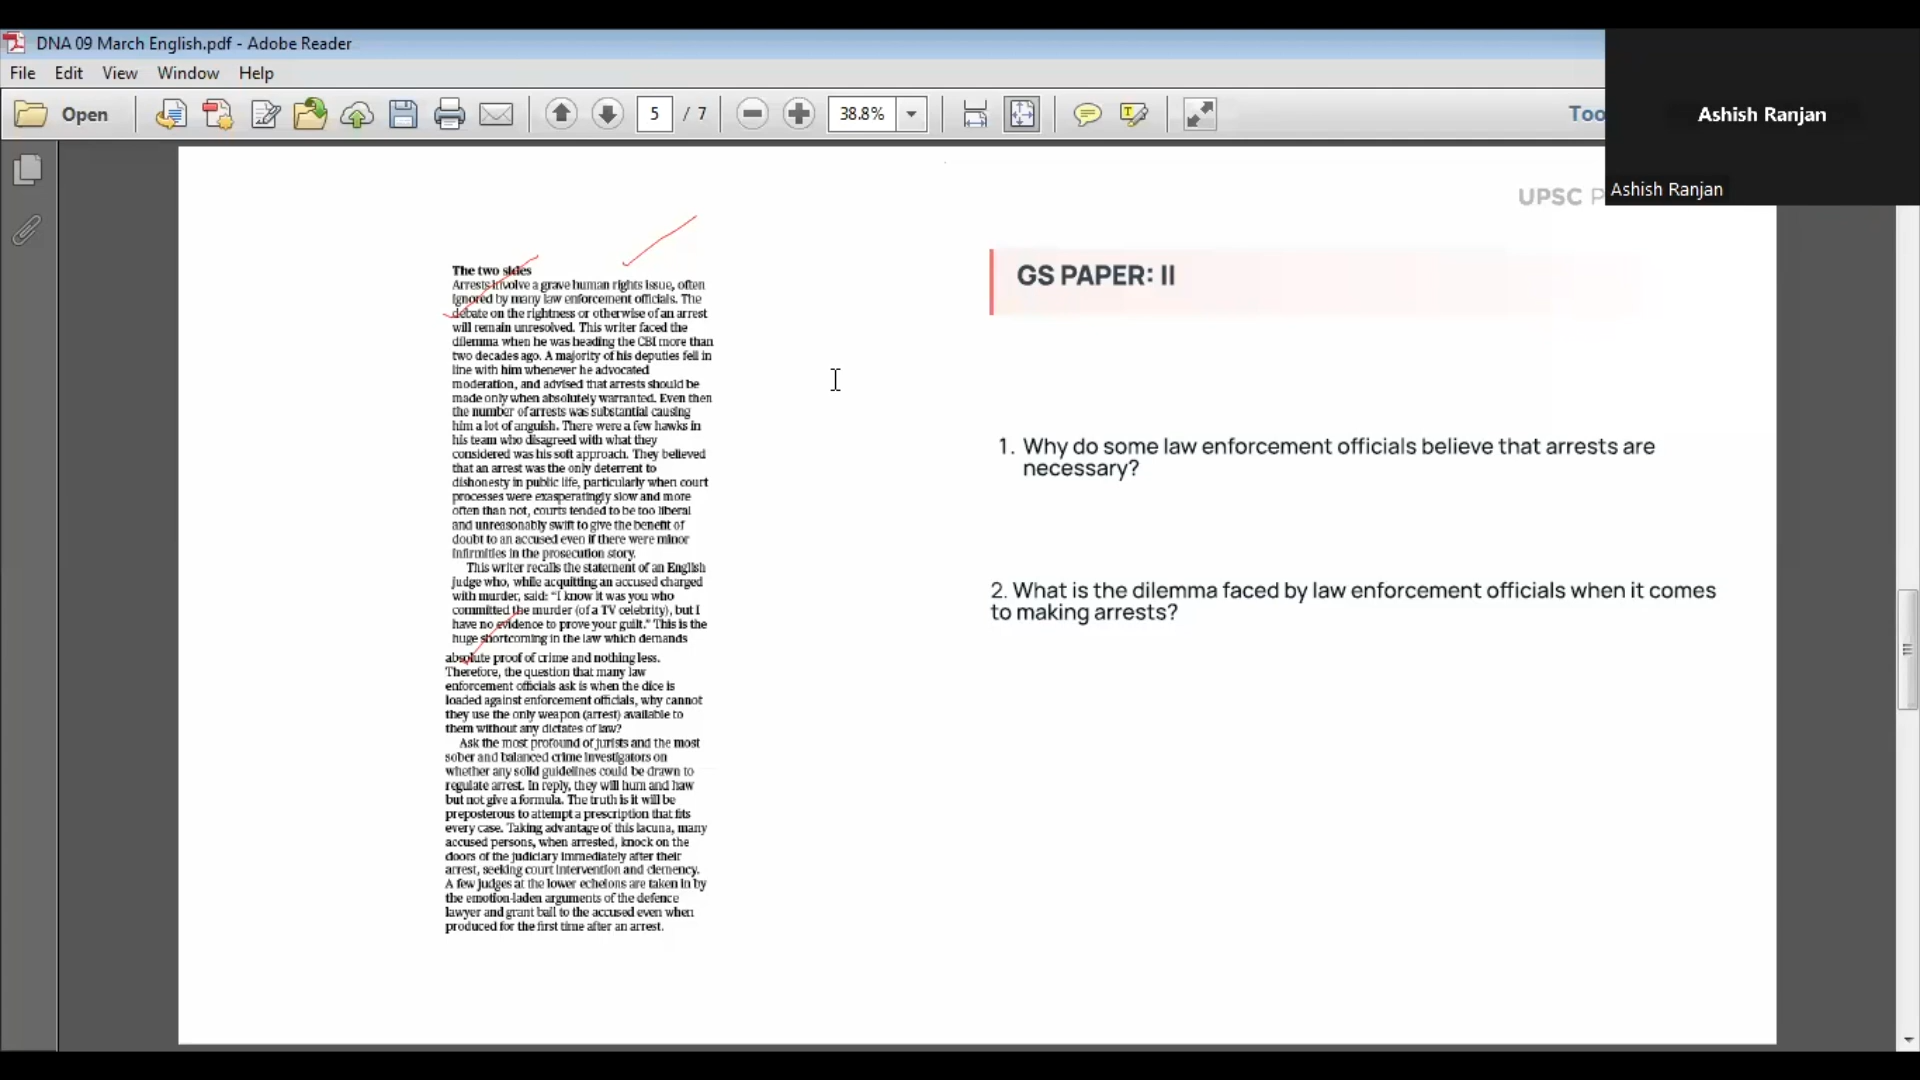 DNA 09 March English.pdf - Adobe Reader
File Edit View Window Help
Open 5 / 7 38.8% Too
Ashish Ranjan
Ashish Ranjan
UPSC P
The two sides
Arrests involve a grave human rights issue, often
ignored by many law enforcement officials. The
debate on the rightness or otherwise of an arrest
will remain unresolved. This writer faced the
dilemma when he was heading the CBI more than
two decades ago. A majority of his deputies fell in
line with him whenever he advocated
moderation, and advised that arrests should be
made only when absolutely warranted. Even then
the number of arrests was substantial causing
him a lot of anguish. There were a few hawks in
his team who disagreed with what they
considered was his soft approach. They believed
that an arrest was the only deterrent to
dishonesty in public life, particularly when court
processes were exasperatingly slow and more
often than not, courts tended to be too liberal
and unreasonably swift to give the benefit of
doubt to an accused even if there were minor
infirmities in the prosecution story.
This writer recalls the statement of an English
judge who, while acquitting an accused charged
with murder, said: “I know it was you who
committed the murder (of a TV celebrity), but I
have no evidence to prove your guilt.” This is the
huge shortcoming in the law which demands
absolute proof of crime and nothing less.
Therefore, the question that many law
enforcement officials ask is when the dice is
loaded against enforcement officials, why cannot
they use the only weapon (arrest) available to
them without any dictates of law?
Ask the most profound of jurists and the most
sober and balanced crime investigators on
whether any solid guidelines could be drawn to
regulate arrest. In reply, they will hum and haw
but not give a formula. The truth is it will be
preposterous to attempt a prescription that fits
every case. Taking advantage of this lacuna, many
accused persons, when arrested, knock on the
doors of the judiciary immediately after their
arrest, seeking court intervention and clemency.
A few judges at the lower echelons are taken in by
the emotion-laden arguments of the defence
lawyer and grant bail to the accused even when
produced for the first time after an arrest.
GS PAPER: II
1. Why do some law enforcement officials believe that arrests are
necessary?
2. What is the dilemma faced by law enforcement officials when it comes
to making arrests?